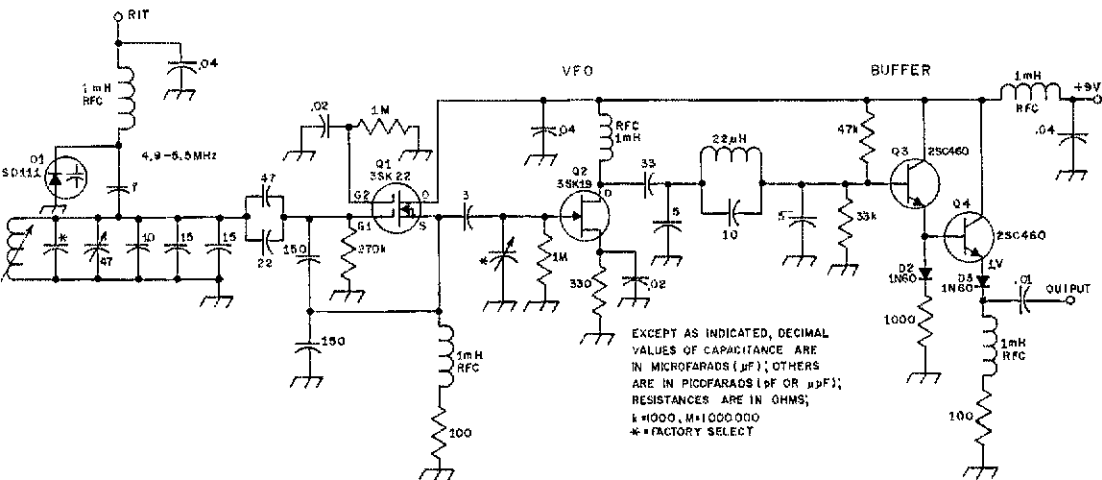 RIT
.04
1mH
RFC
VFO
BUFFER
1mH
RFC
+9V
.04
.02
1M
.04
RFC
1mH
47k
22µH
Q3
2SC460
D1
SD111
4.9-5.5MHz
7
Q1
3SK22
G2
D
G1
S
Q2
3SK19
D
33
5
10
5
33k
Q4
2SC460
47
22
3
*
47
10
15
15
150
270k
*
1M
330
.02
D2
1N60
1V
D3
1N60
.01
OUTPUT
150
1mH
RFC
100
1000
1mH
RFC
100
EXCEPT AS INDICATED, DECIMAL
VALUES OF CAPACITANCE ARE
IN MICROFARADS (µF); OTHERS
ARE IN PICOFARADS (pF OR µµF);
RESISTANCES ARE IN OHMS;
k=1000, M=1000000
*=FACTORY SELECT